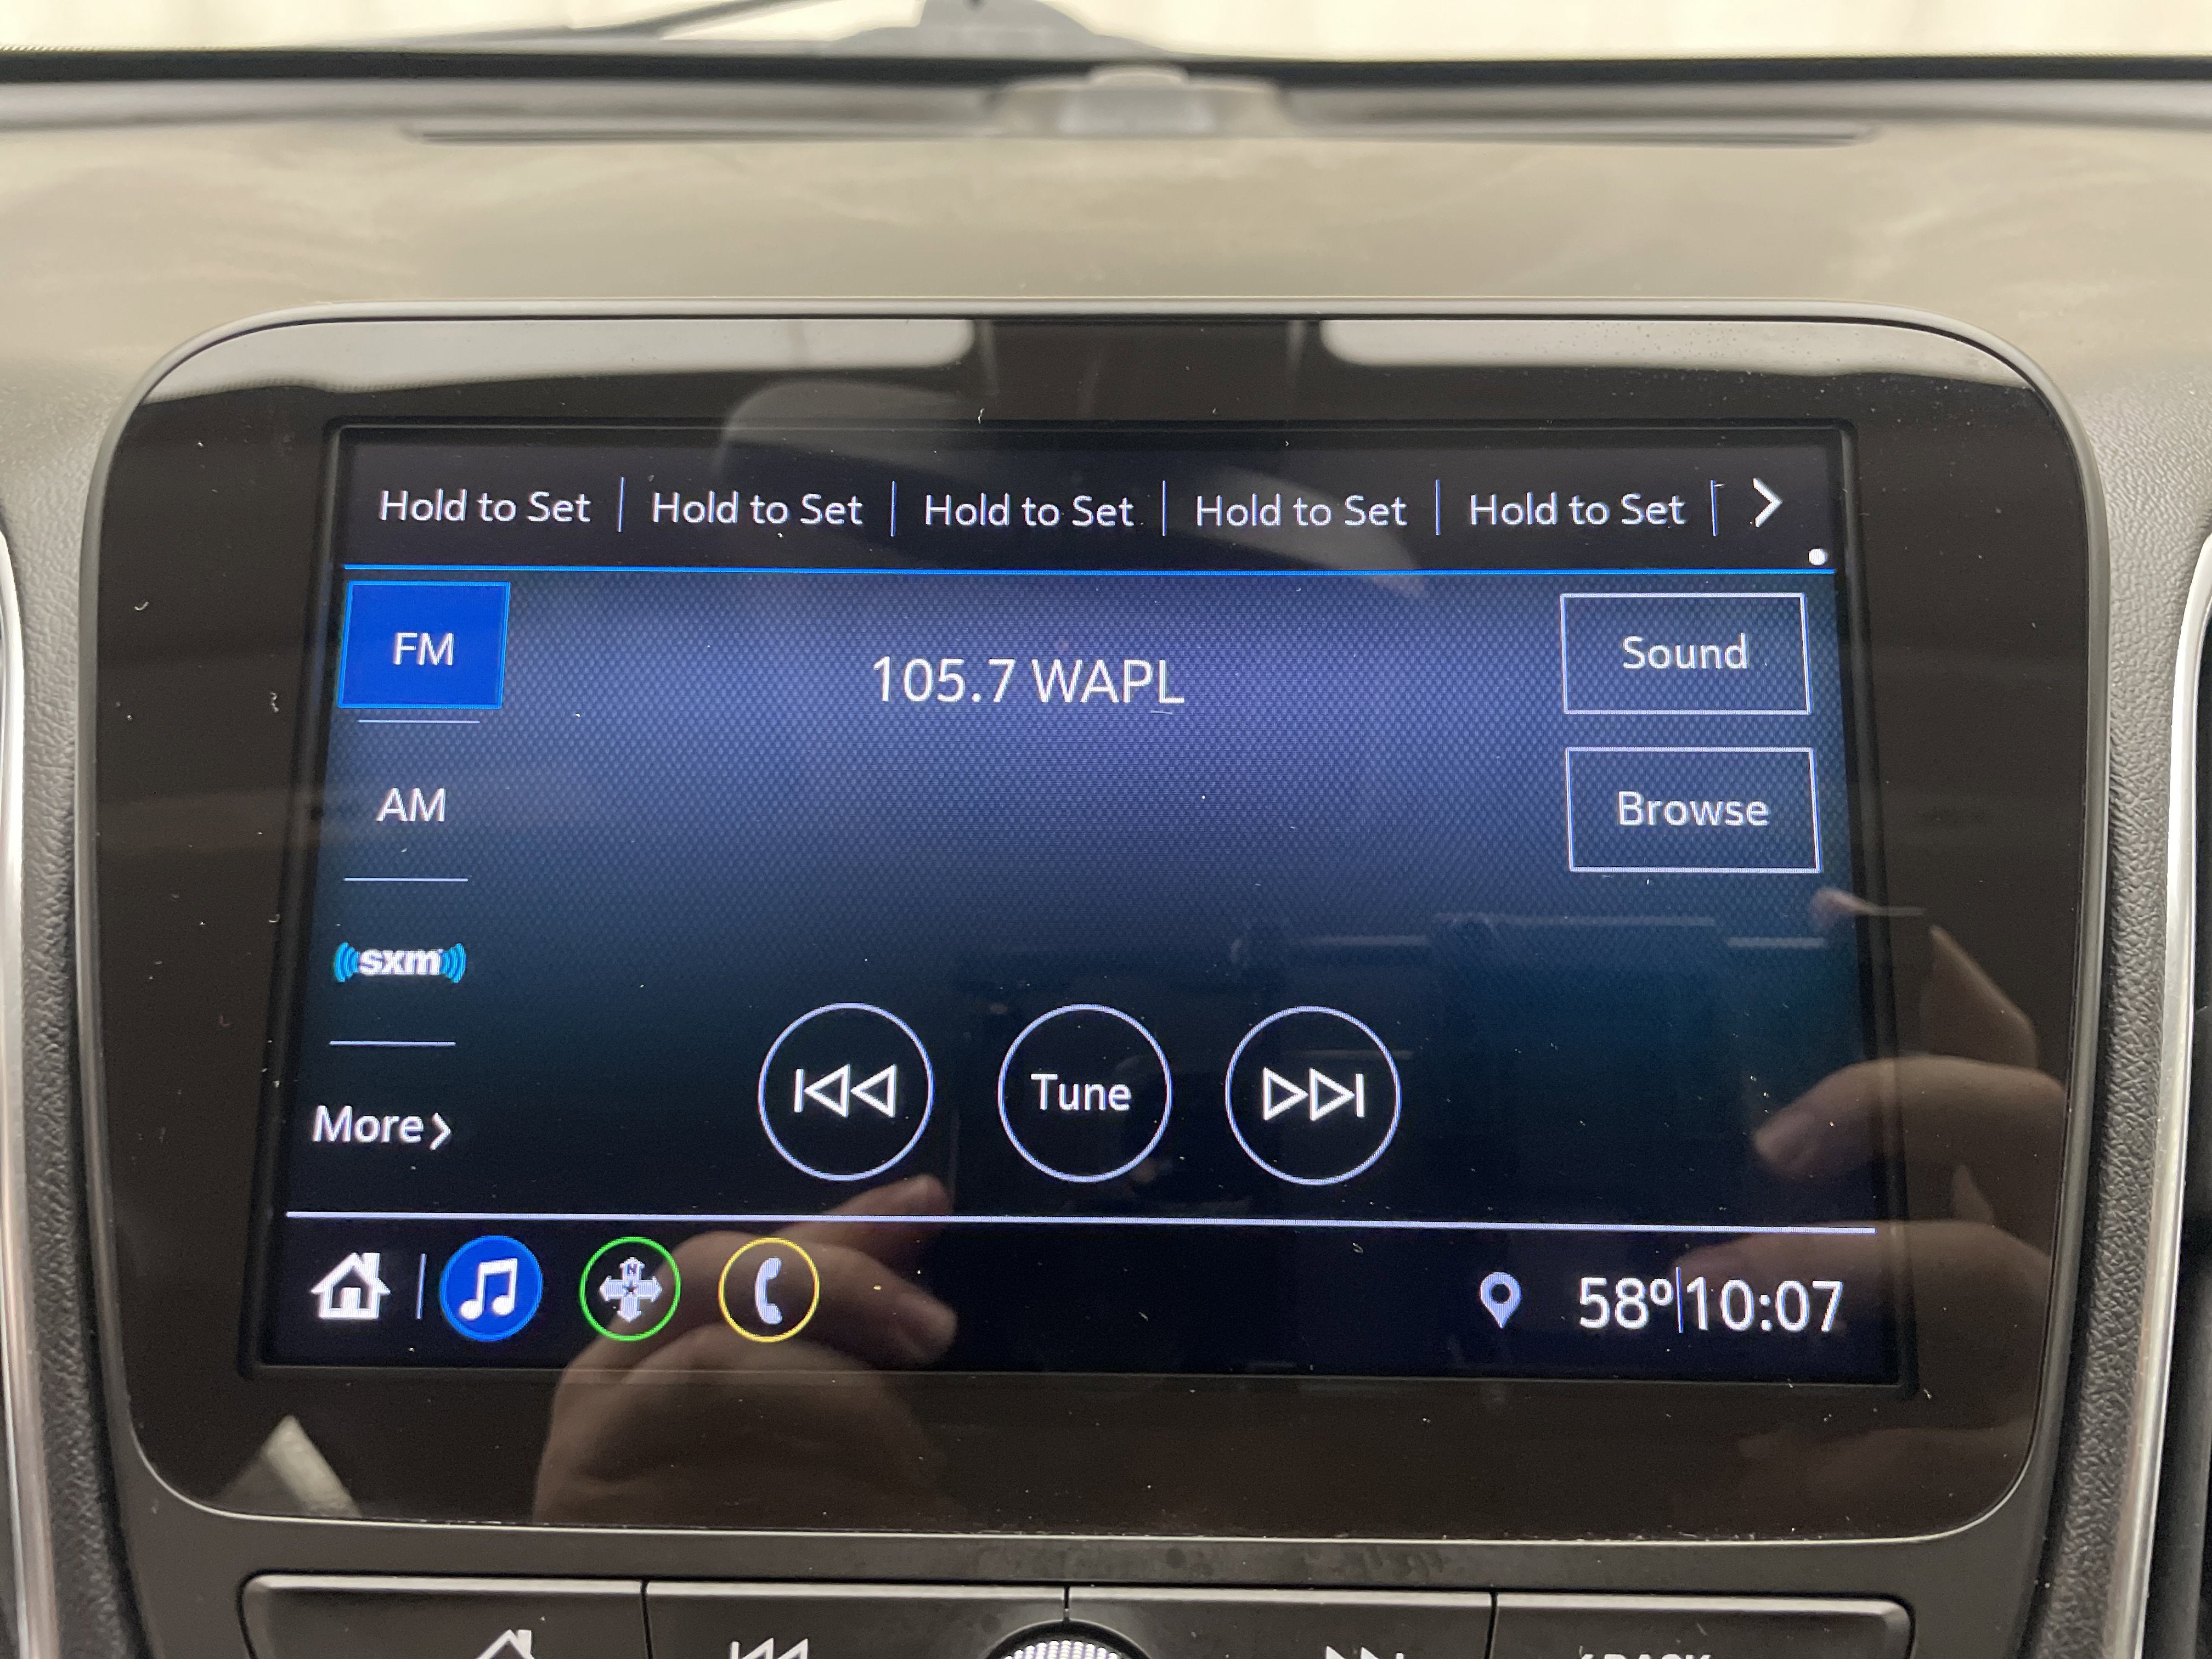 Hold to Set Hold to Set Hold to Set Hold to Set Hold to Set
FM
105.7 WAPL
Sound
AM
Browse
sxm
Tune
More
N
58° 10:07
BACK